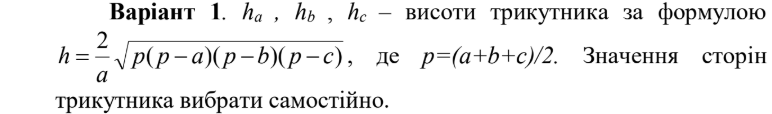 Варіант 1. hₐ , h_b , h_c – висоти трикутника за формулою
h = 2/a √p(p−a)(p−b)(p−c), де p=(a+b+c)/2. Значення сторін
трикутника вибрати самостійно.